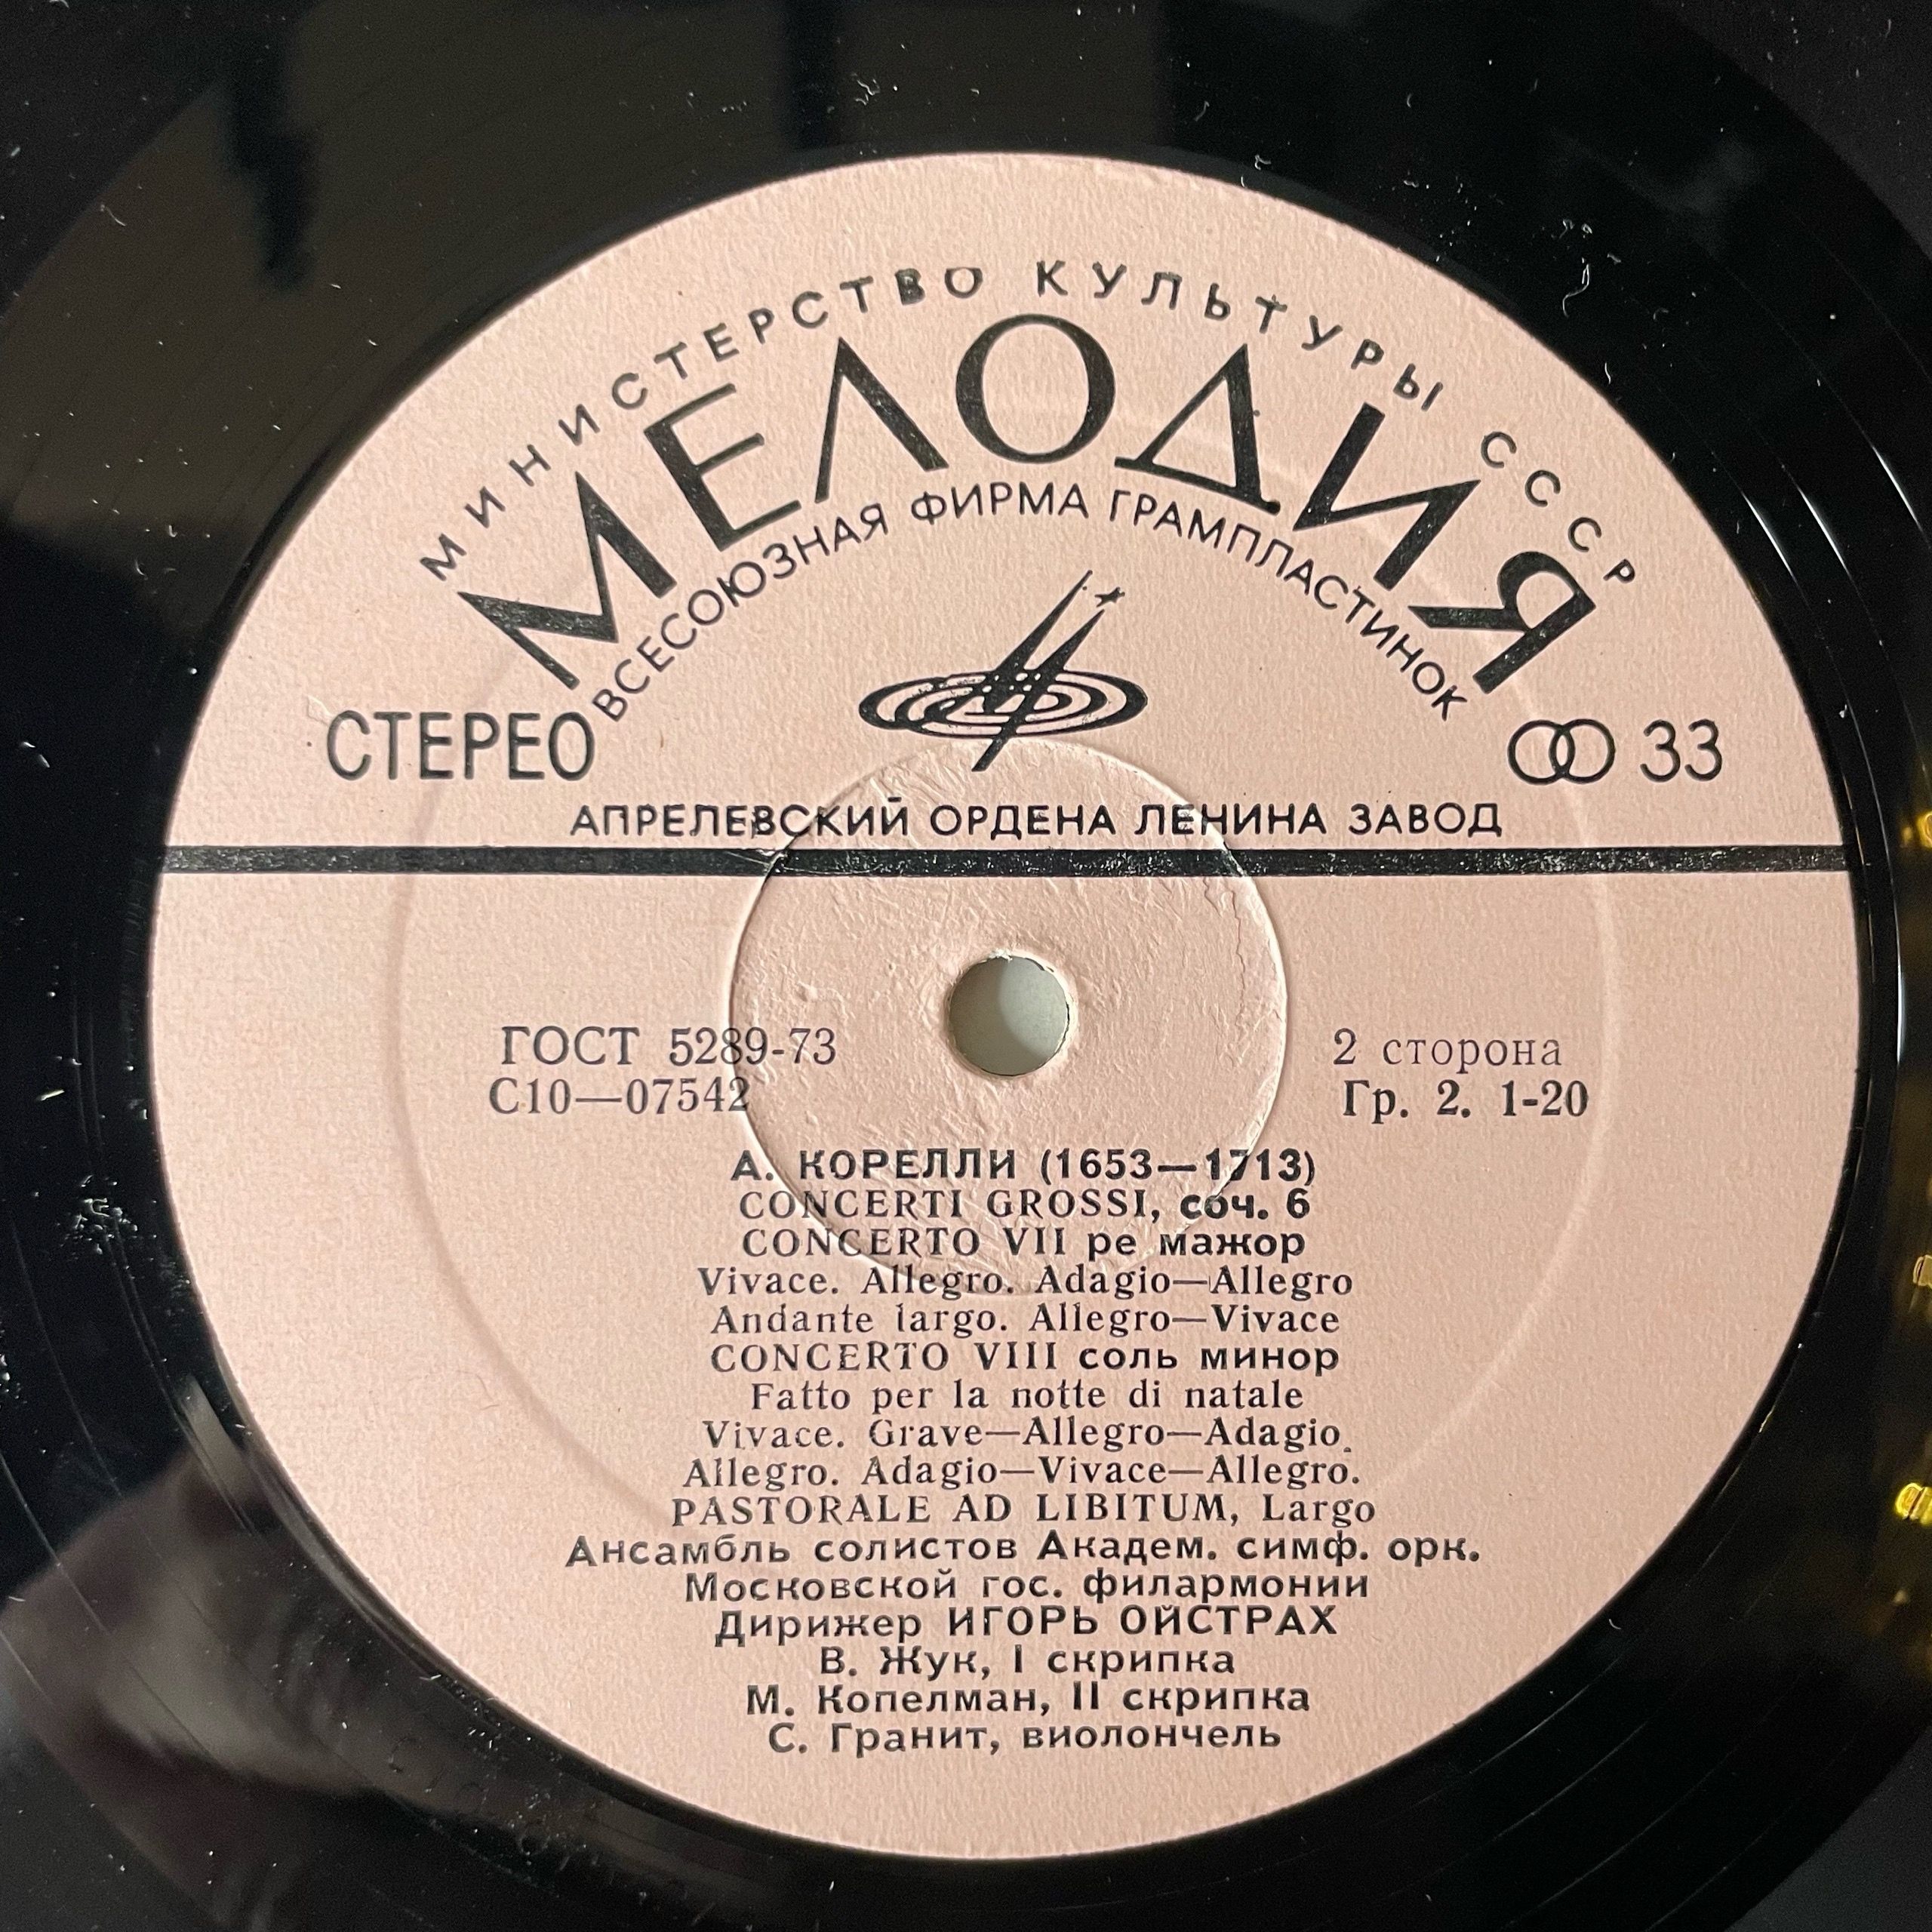 МИНИСТЕРСТВО КУЛЬТУРЫ СССР
МЕЛОДИЯ
ВСЕСОЮЗНАЯ ФИРМА ГРАМПЛАСТИНОК
СТЕРЕО
33
АПРЕЛЕВСКИЙ ОРДЕНА ЛЕНИНА ЗАВОД
ГОСТ 5289-73
С10—07542
2 сторона
Гр. 2. 1-20
А. КОРЕЛЛИ (1653—1713)
CONCERTI GROSSI, соч. 6
CONCERTO VII ре мажор
Vivace. Allegro. Adagio—Allegro
Andante largo. Allegro—Vivace
CONCERTO VIII соль минор
Fatto per la notte di natale
Vivace. Grave—Allegro—Adagio.
Allegro. Adagio—Vivace—Allegro.
PASTORALE AD LIBITUM, Largo
Ансамбль солистов Академ. симф. орк.
Московской гос. филармонии
Дирижер ИГОРЬ ОЙСТРАХ
В. Жук, I скрипка
М. Копелман, II скрипка
С. Гранит, виолончель